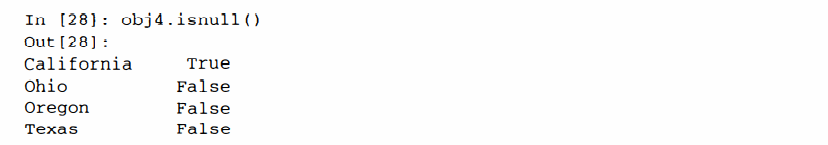 In [28]: obj4.isnull()
Out[28]:
California     True
Ohio          False
Oregon        False
Texas         False